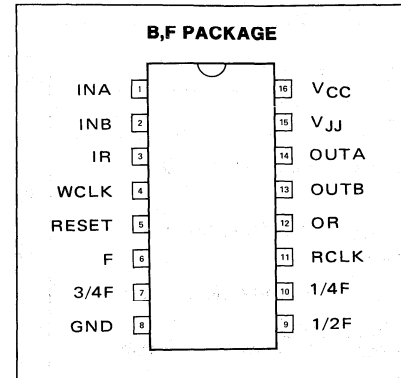 B,F PACKAGE
INA 1 16 VCC
INB 2 15 VJJ
IR 3 14 OUTA
WCLK 4 13 OUTB
RESET 5 12 OR
F 6 11 RCLK
3/4F 7 10 1/4F
GND 8 9 1/2F